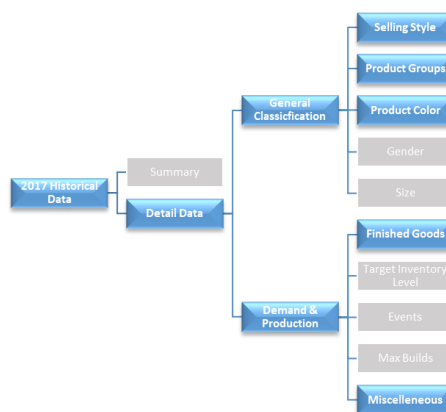 2017 Historical
Data
Summary
Detail Data
General
Classicfication
Selling Style
Product Groups
Product Color
Gender
Size
Demand &
Production
Finished Goods
Target Inventory
Level
Events
Max Builds
Miscelleneous